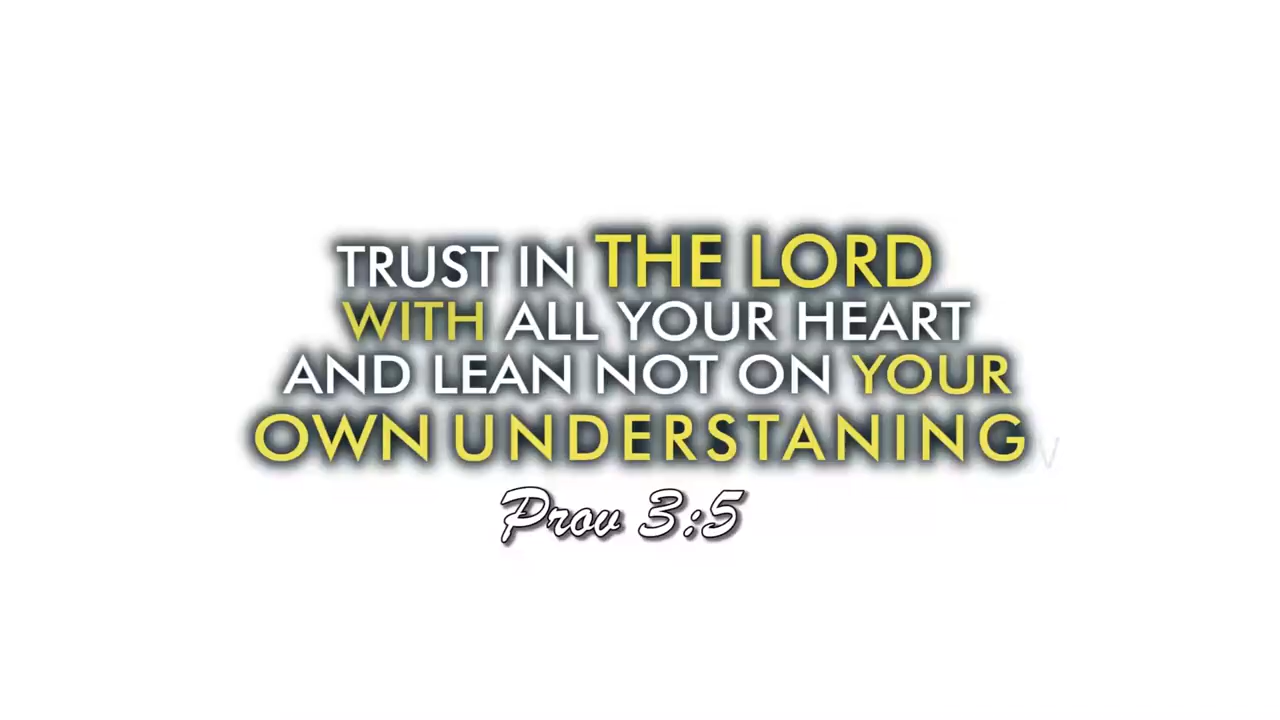 TRUST IN THE LORD
WITH ALL YOUR HEART
AND LEAN NOT ON YOUR
OWN UNDERSTANING
Prov 3:5